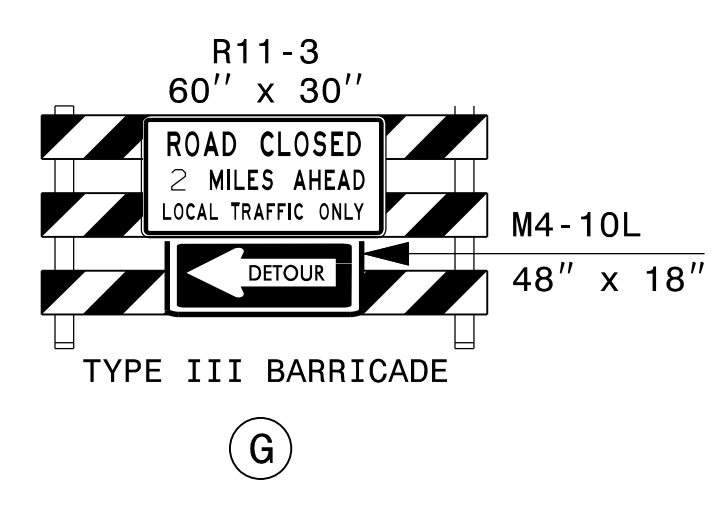 R11-3
60" x 30"
ROAD CLOSED
2 MILES AHEAD
LOCAL TRAFFIC ONLY
M4-10L
DETOUR
48" x 18"
TYPE III BARRICADE
G